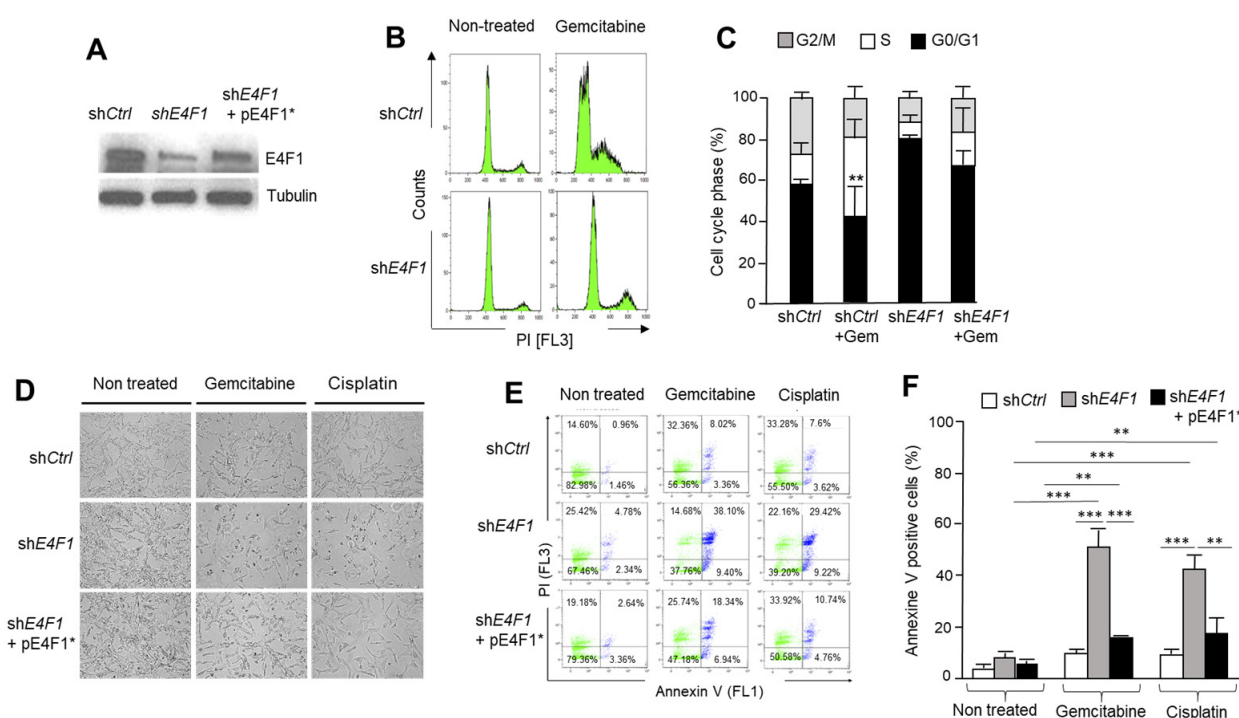 A
shCtrl shE4F1 shE4F1
+ pE4F1*
E4F1
Tubulin
B
Non-treated Gemcitabine
shCtrl
shE4F1
Counts
PI [FL3]
C
G2/M S G0/G1
Cell cycle phase (%)
100
80
60
40
20
0
**
shCtrl shCtrl shE4F1 shE4F1
+Gem +Gem
D
Non treated Gemcitabine Cisplatin
shCtrl
shE4F1
shE4F1
+ pE4F1*
E
Non treated Gemcitabine Cisplatin
shCtrl
14.60% 0.96% 32.36% 8.02% 33.28% 7.6%
82.98% 1.46% 56.36% 3.36% 55.50% 3.62%
shE4F1
25.42% 4.78% 14.68% 38.10% 22.16% 29.42%
67.46% 2.34% 37.76% 9.40% 39.20% 9.22%
shE4F1
+ pE4F1*
19.18% 2.64% 25.74% 18.34% 33.92% 10.74%
79.36% 3.36% 47.18% 6.94% 50.58% 4.76%
PI (FL3)
Annexin V (FL1)
F
shCtrl shE4F1 shE4F1
+ pE4F1*
Annexine V positive cells (%)
100
80
60
40
20
0
**
***
**
***
*** ***
*** **
Non treated Gemcitabine Cisplatin